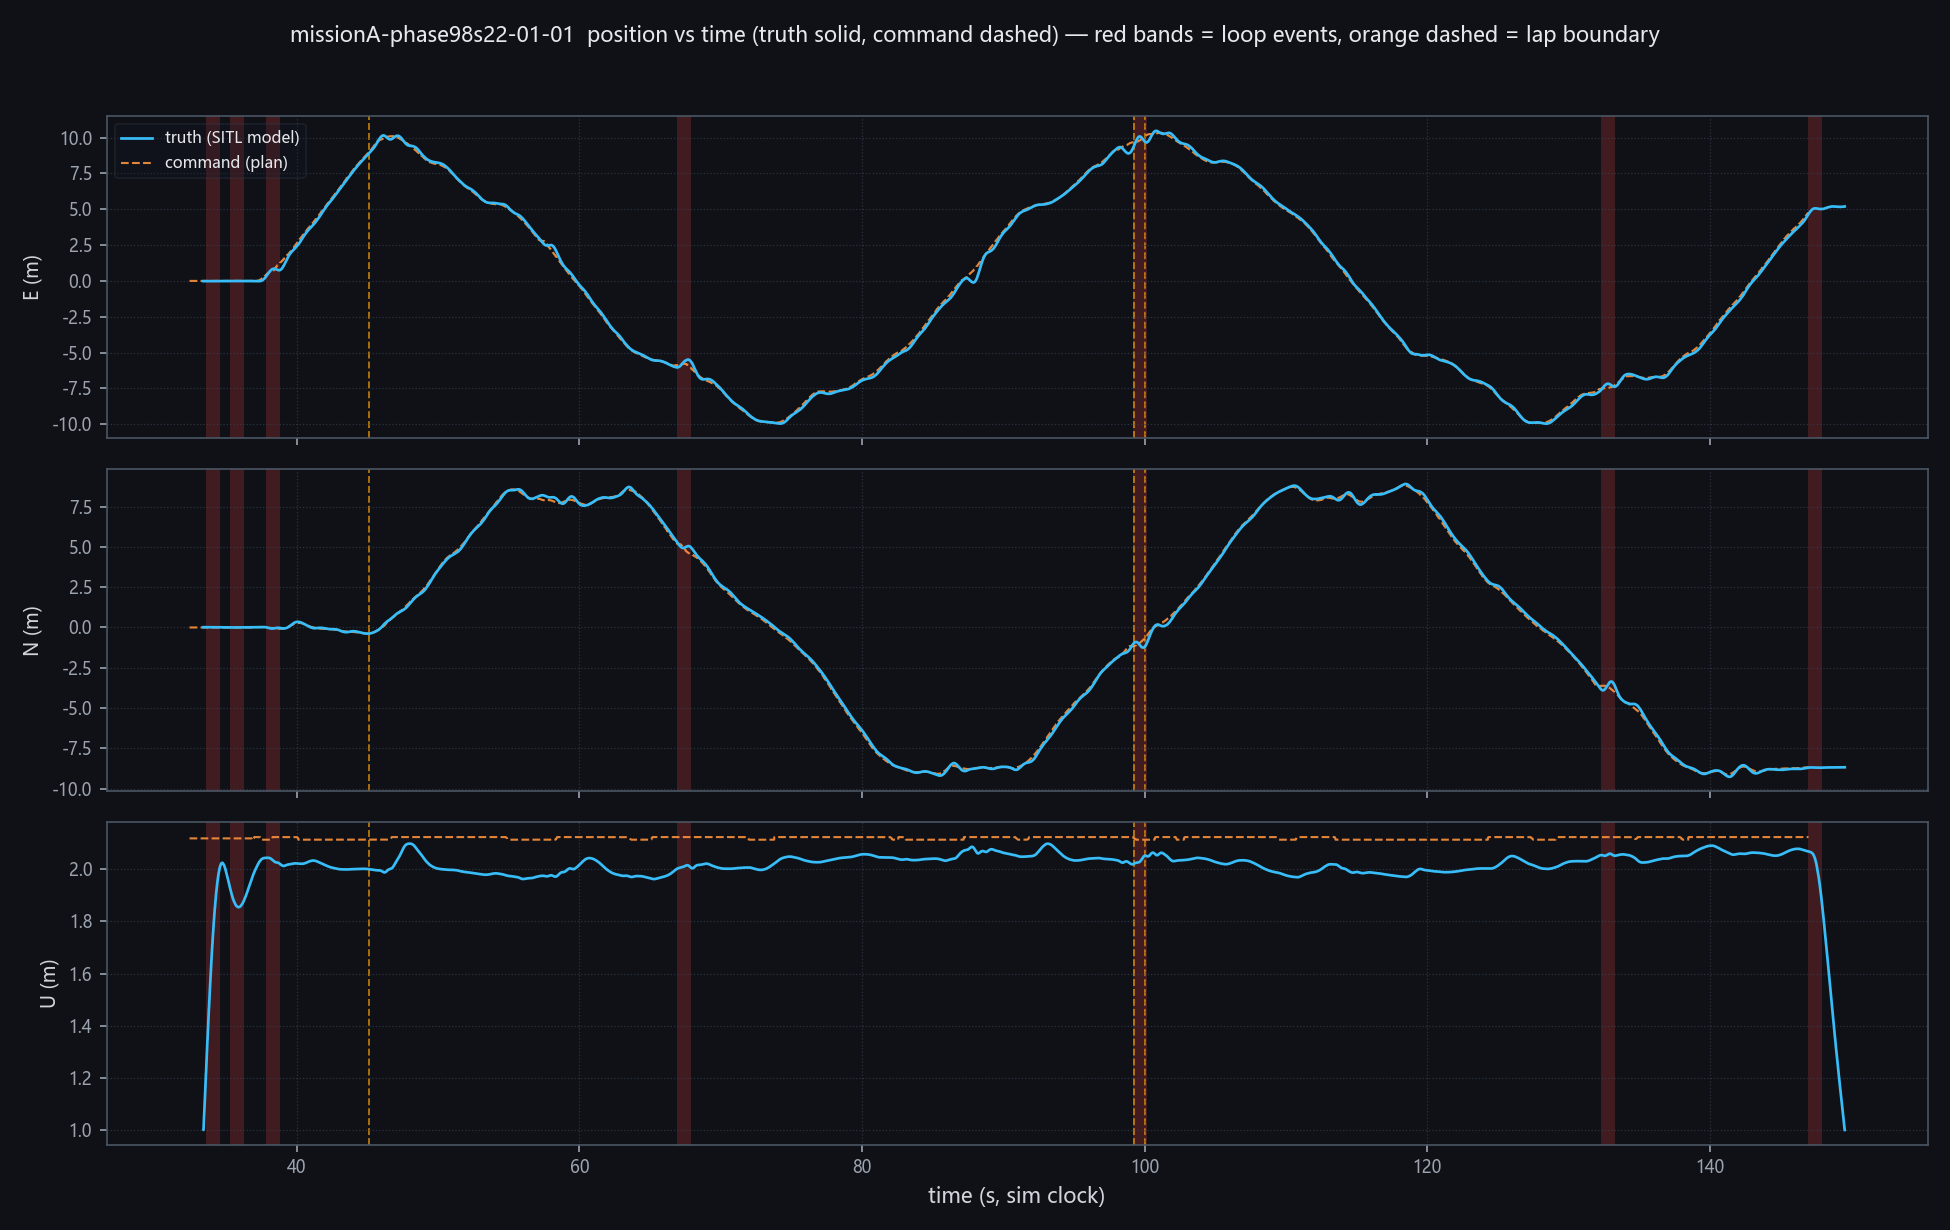 missionA-phase98s22-01-01  position vs time (truth solid, command dashed) — red bands = loop events, orange dashed = lap boundary
truth (SITL model)
command (plan)
E (m)
10.0
7.5
5.0
2.5
0.0
-2.5
-5.0
-7.5
-10.0
N (m)
7.5
5.0
2.5
0.0
-2.5
-5.0
-7.5
-10.0
U (m)
2.0
1.8
1.6
1.4
1.2
1.0
40 60 80 100 120 140
time (s, sim clock)